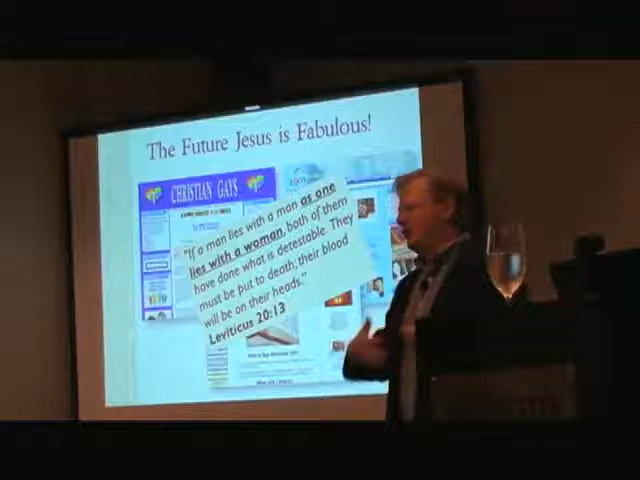 The Future Jesus is Fabulous!
CHRISTIAN GAYS
"If a man lies with a man as one
lies with a woman, both of them
have done what is detestable. They
must be put to death; their blood
will be on their heads."
Leviticus 20:13